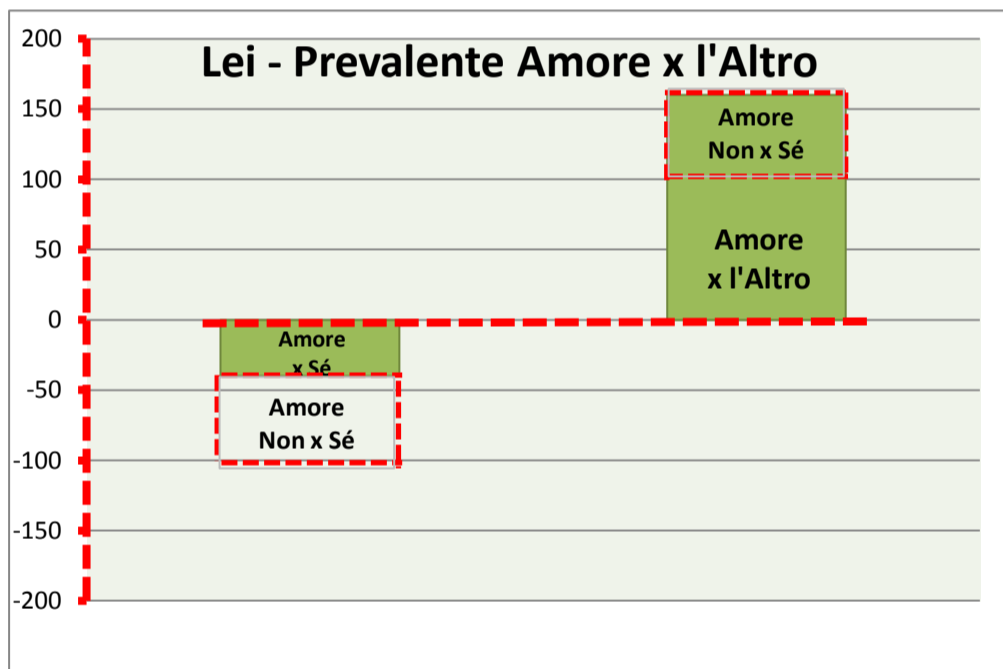 Lei - Prevalente Amore x l'Altro
200
150
100
50
0
-50
-100
-150
-200
Amore
Non x Sé
Amore
x l'Altro
Amore
x Sé
Amore
Non x Sé